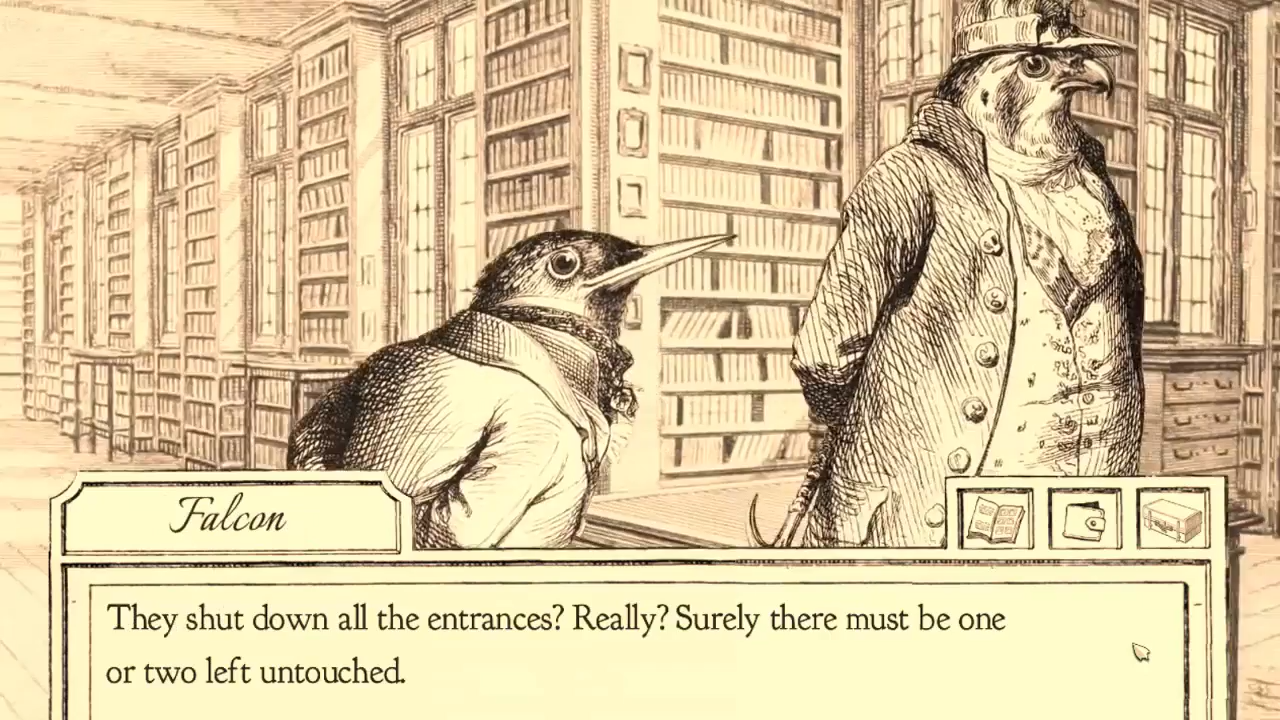 Falcon
They shut down all the entrances? Really? Surely there must be one
or two left untouched.